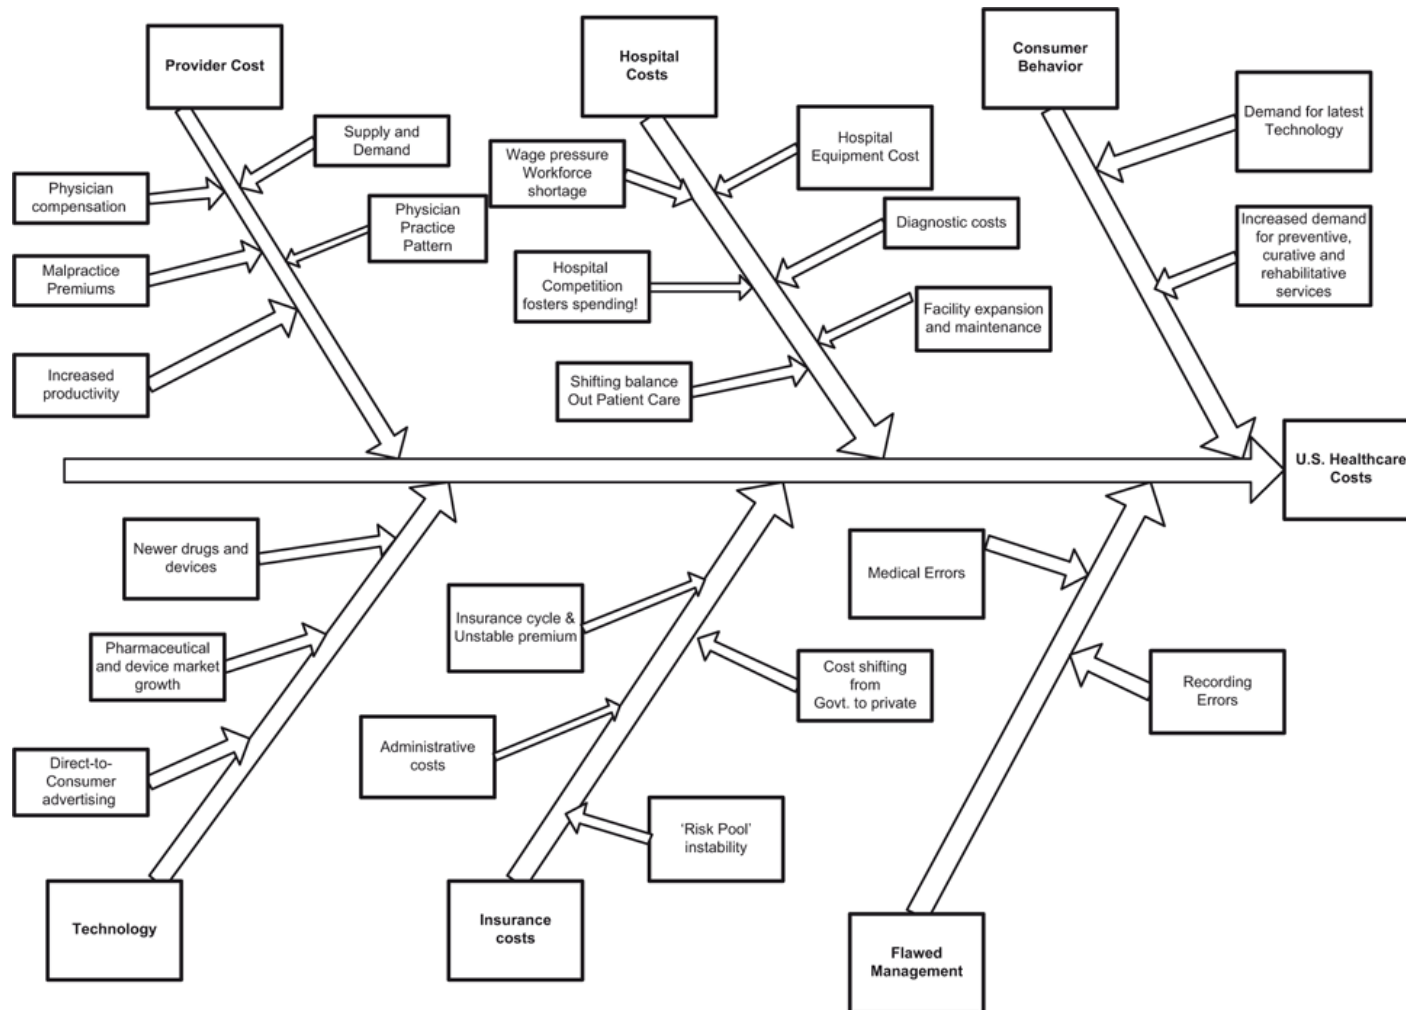 Provider Cost
Hospital
Costs
Consumer
Behavior
Supply and
Demand
Physician
compensation
Physician
Practice
Pattern
Malpractice
Premiums
Increased
productivity
Wage pressure
Workforce
shortage
Hospital
Equipment Cost
Diagnostic costs
Hospital
Competition
fosters spending!
Facility expansion
and maintenance
Shifting balance
Out Patient Care
Demand for latest
Technology
Increased demand
for preventive,
curative and
rehabilitative
services
U.S. Healthcare
Costs
Newer drugs and
devices
Pharmaceutical
and device market
growth
Direct-to-
Consumer
advertising
Technology
Insurance cycle &
Unstable premium
Cost shifting
from
Govt. to private
Administrative
costs
‘Risk Pool’
instability
Insurance
costs
Medical Errors
Recording
Errors
Flawed
Management